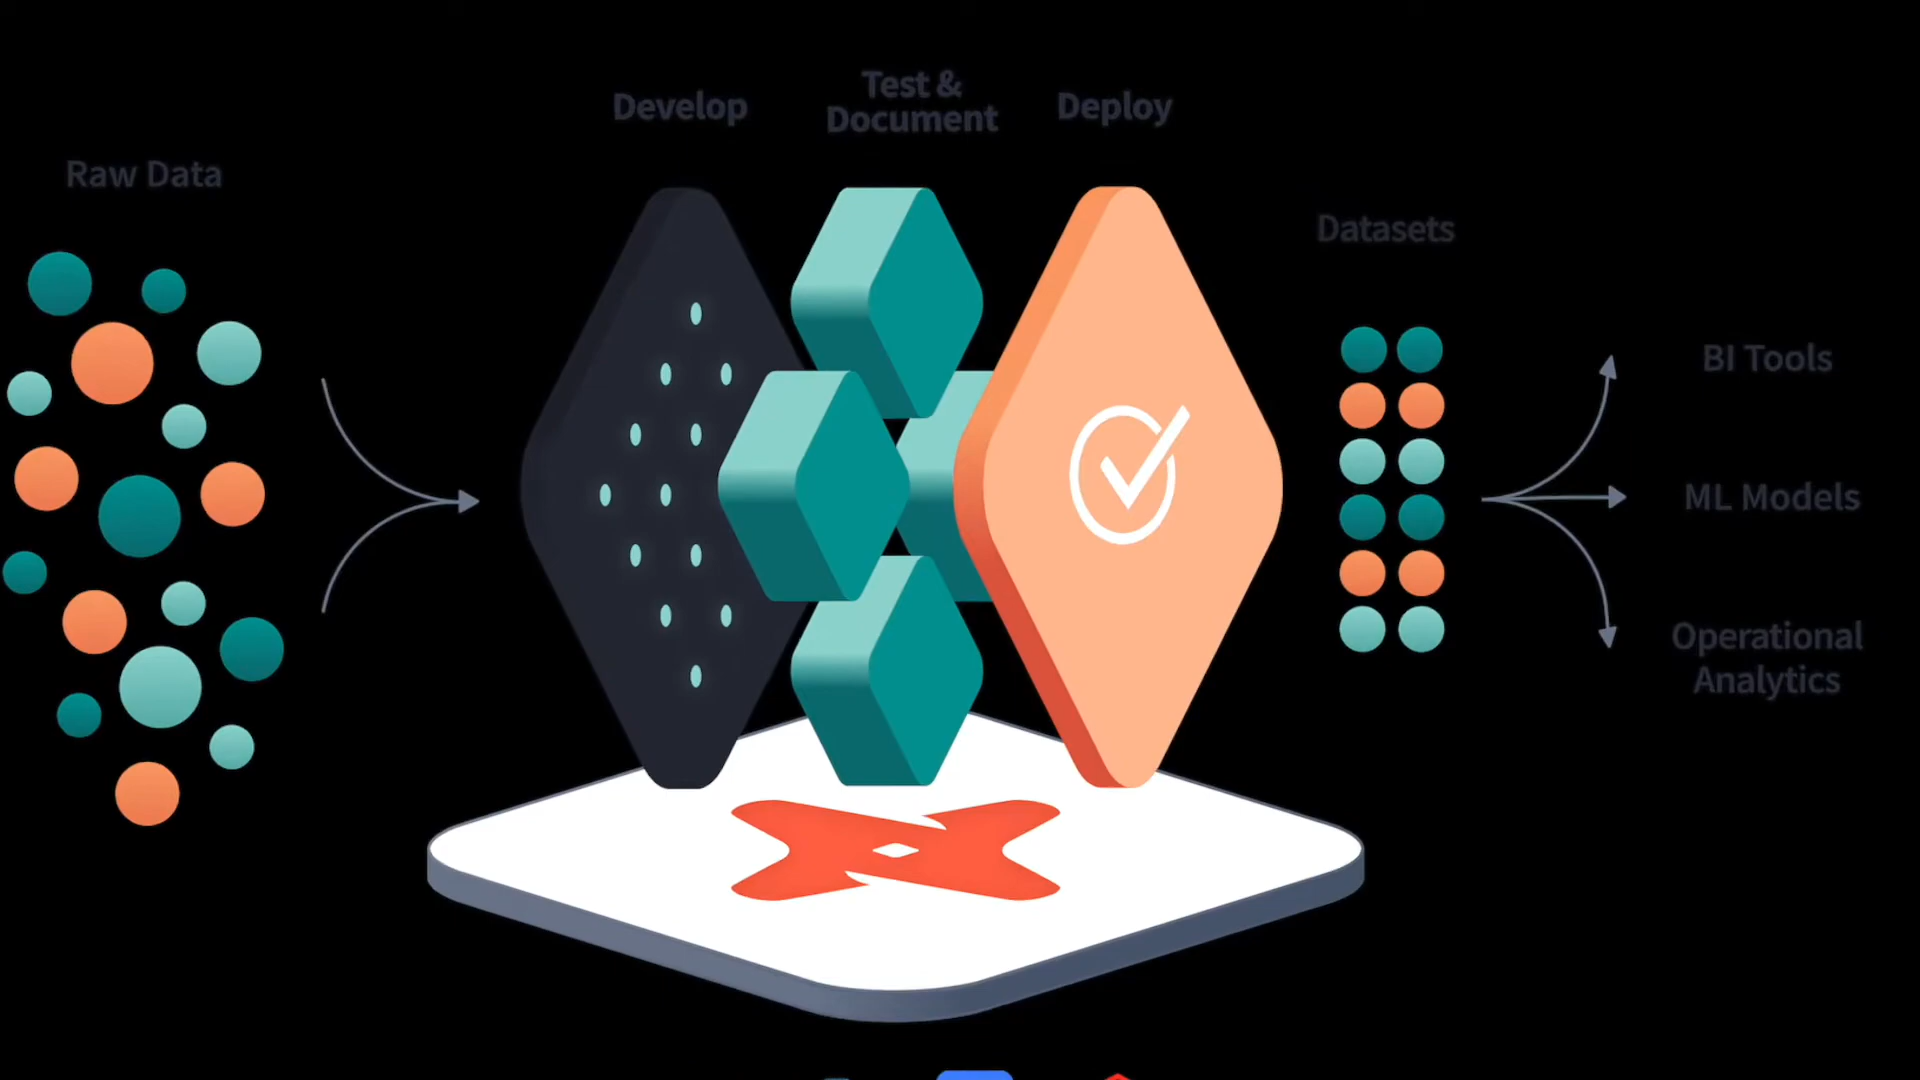 Raw Data
Develop
Test &
Document
Deploy
Datasets
BI Tools
ML Models
Operational
Analytics